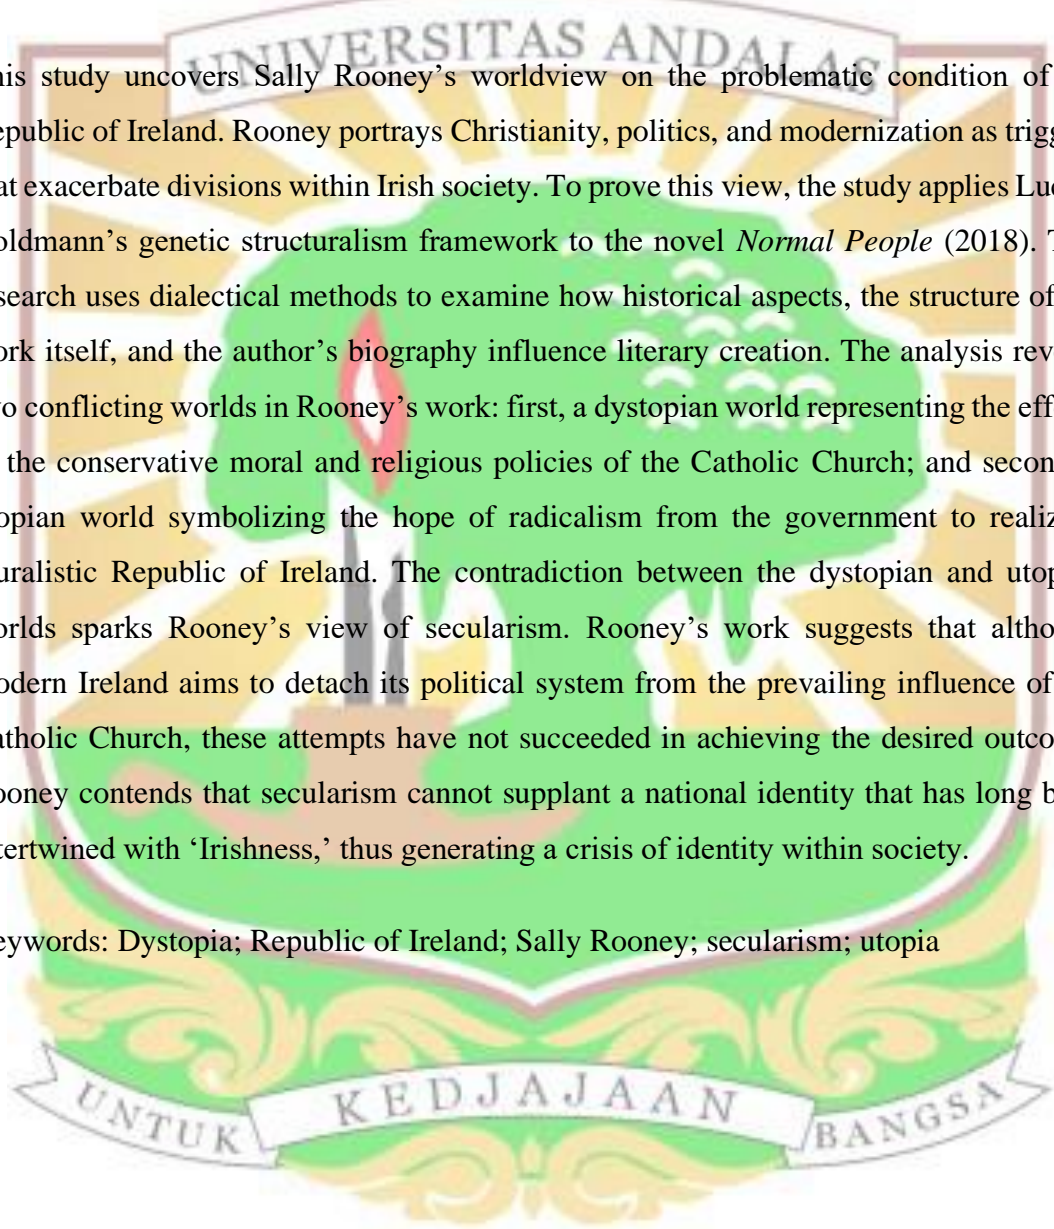 UNIVERSITAS ANDALAS
his study uncovers Sally Rooney’s worldview on the problematic condition of
epublic of Ireland. Rooney portrays Christianity, politics, and modernization as trigg
at exacerbate divisions within Irish society. To prove this view, the study applies Luc
oldmann’s genetic structuralism framework to the novel Normal People (2018). T
search uses dialectical methods to examine how historical aspects, the structure of
ork itself, and the author’s biography influence literary creation. The analysis rev
vo conflicting worlds in Rooney’s work: first, a dystopian world representing the eff
the conservative moral and religious policies of the Catholic Church; and secon
opian world symbolizing the hope of radicalism from the government to realiz
uralistic Republic of Ireland. The contradiction between the dystopian and utop
orlds sparks Rooney’s view of secularism. Rooney’s work suggests that altho
odern Ireland aims to detach its political system from the prevailing influence of
atholic Church, these attempts have not succeeded in achieving the desired outco
ooney contends that secularism cannot supplant a national identity that has long b
tertwined with ‘Irishness,’ thus generating a crisis of identity within society.
eywords: Dystopia; Republic of Ireland; Sally Rooney; secularism; utopia
UNTUK KEDJAJAAN BANGSA